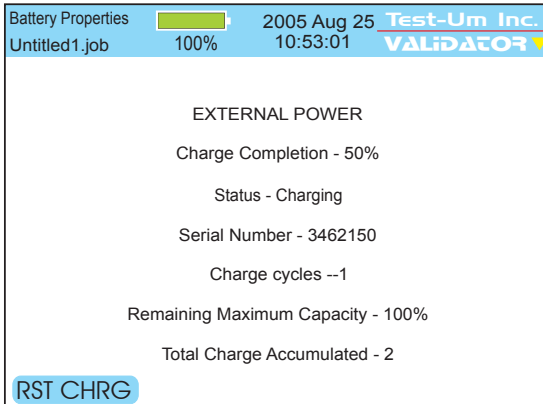 Battery Properties
100%
2005 Aug 25
Test-Um Inc.
Untitled1.job
10:53:01
VALIDATOR
EXTERNAL POWER
Charge Completion - 50%
Status - Charging
Serial Number - 3462150
Charge cycles --1
Remaining Maximum Capacity - 100%
Total Charge Accumulated - 2
RST CHRG